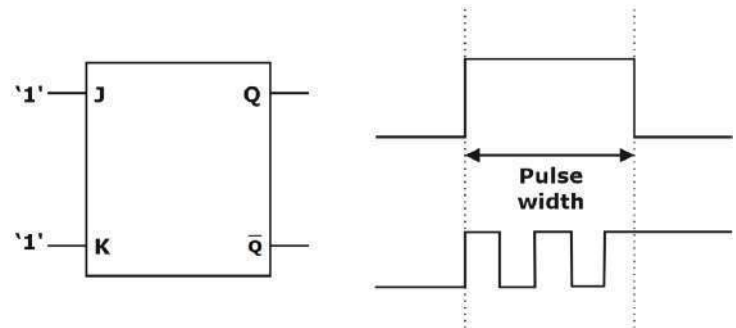 ‘1’ J Q
Pulse
width
‘1' K Q̅